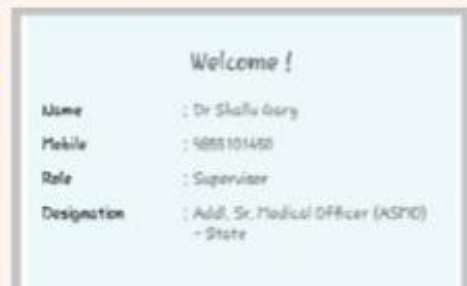 Welcome !
Name : Dr Shallu Garg
Mobile
Role : Supervisor
Designation : Addl. Sr. Medical Officer (ASMO)
- State